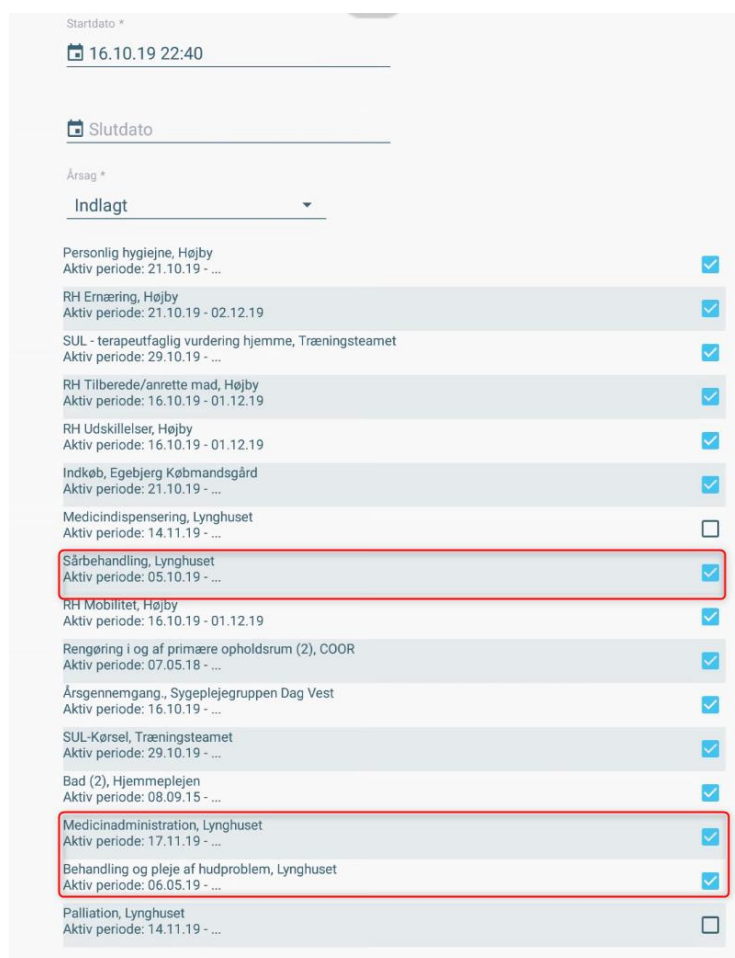 Startdato *
16.10.19 22:40
Slutdato
Årsag *
Indlagt
Personlig hygiejne, Højby
Aktiv periode: 21.10.19 - ...
RH Ernæring, Højby
Aktiv periode: 21.10.19 - 02.12.19
SUL - terapeutfaglig vurdering hjemme, Træningsteamet
Aktiv periode: 29.10.19 - ...
RH Tilberede/anrette mad, Højby
Aktiv periode: 16.10.19 - 01.12.19
RH Udskillelser, Højby
Aktiv periode: 16.10.19 - 01.12.19
Indkøb, Egebjerg Købmandsgård
Aktiv periode: 21.10.19 - ...
Medicindispensering, Lynghuset
Aktiv periode: 14.11.19 - ...
Sårbehandling, Lynghuset
Aktiv periode: 05.10.19 - ...
RH Mobilitet, Højby
Aktiv periode: 16.10.19 - 01.12.19
Rengøring i og af primære opholdsrum (2), COOR
Aktiv periode: 07.05.18 - ...
Årsgennemgang., Sygeplejegruppen Dag Vest
Aktiv periode: 16.10.19 - ...
SUL-Kørsel, Træningsteamet
Aktiv periode: 29.10.19 - ...
Bad (2), Hjemmeplejen
Aktiv periode: 08.09.15 - ...
Medicinadministration, Lynghuset
Aktiv periode: 17.11.19 - ...
Behandling og pleje af hudproblem, Lynghuset
Aktiv periode: 06.05.19 - ...
Palliation, Lynghuset
Aktiv periode: 14.11.19 - ...